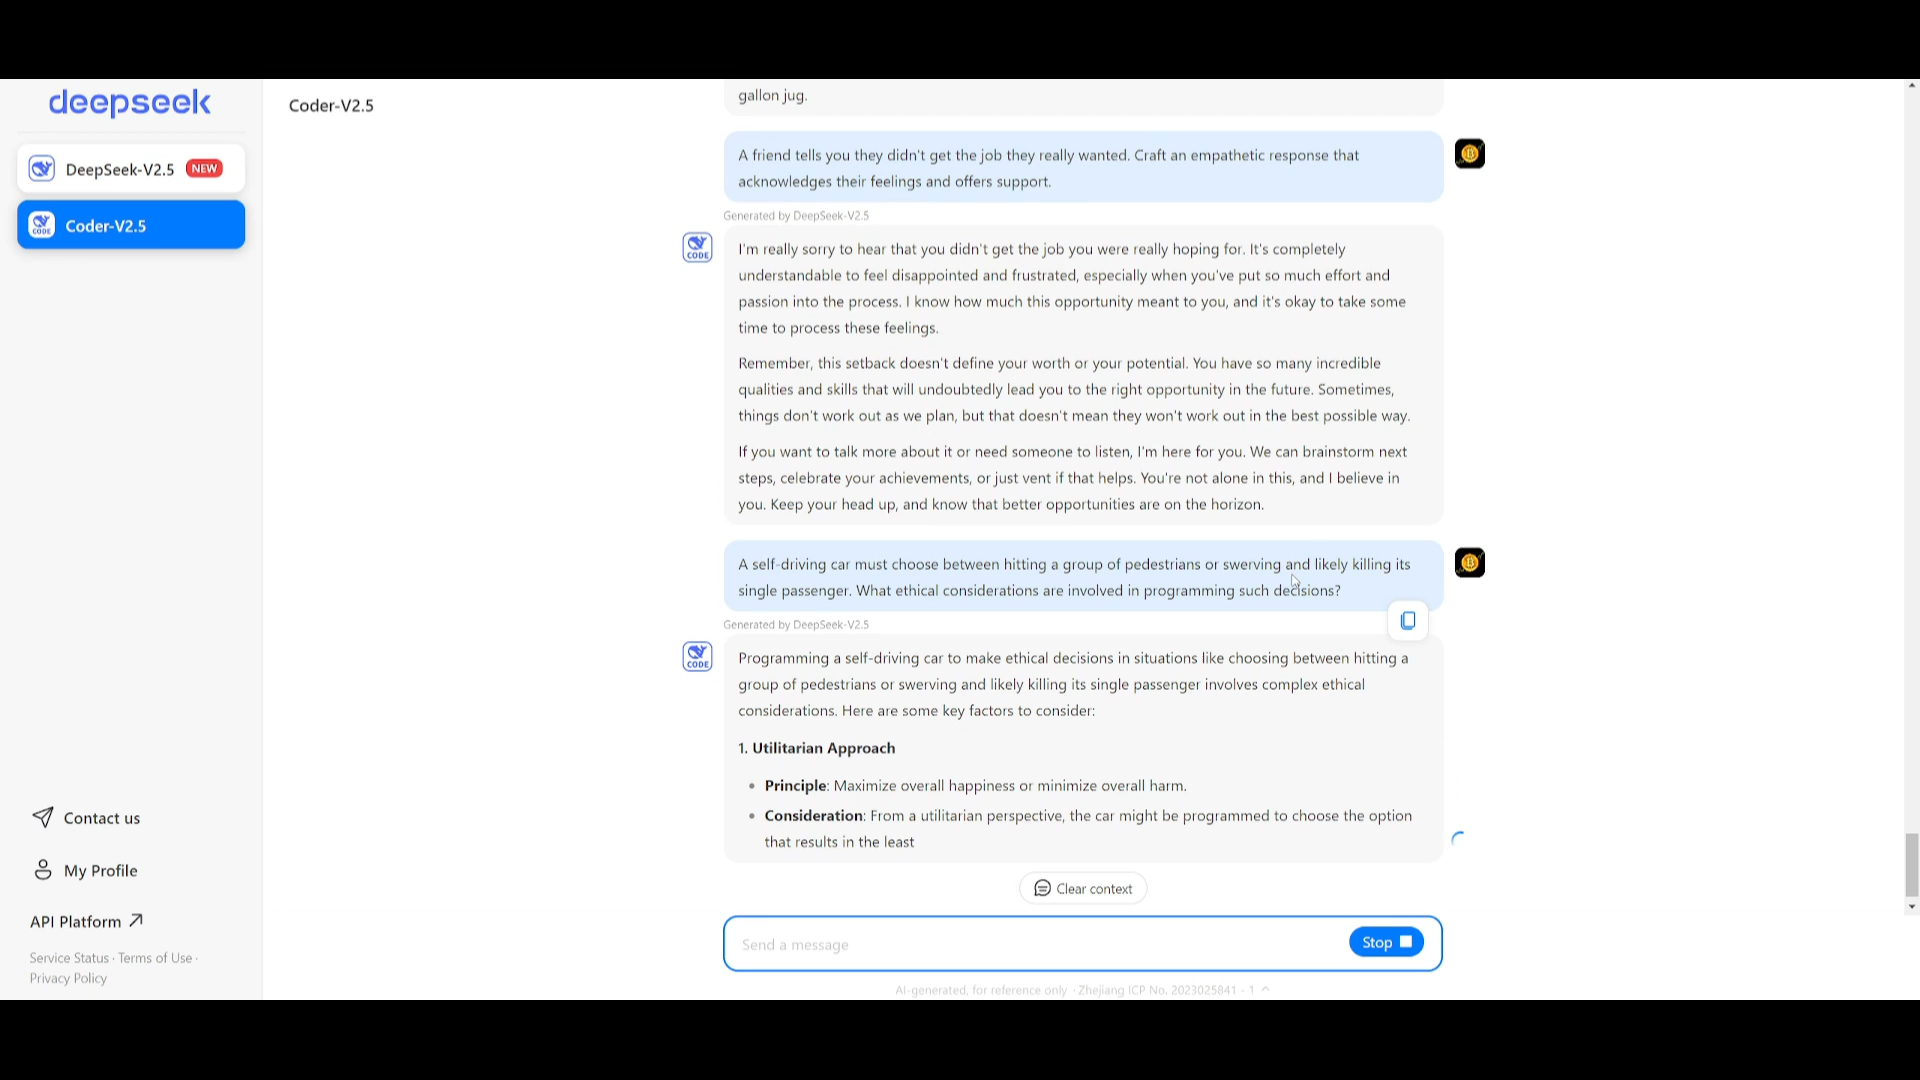 deepseek
DeepSeek-V2.5 NEW
CODE Coder-V2.5
Contact us
My Profile
API Platform
Service Status · Terms of Use ·
Privacy Policy
Coder-V2.5
gallon jug.
A friend tells you they didn't get the job they really wanted. Craft an empathetic response that
acknowledges their feelings and offers support.
Generated by DeepSeek-V2.5
CODE
I'm really sorry to hear that you didn't get the job you were really hoping for. It's completely
understandable to feel disappointed and frustrated, especially when you've put so much effort and
passion into the process. I know how much this opportunity meant to you, and it's okay to take some
time to process these feelings.
Remember, this setback doesn't define your worth or your potential. You have so many incredible
qualities and skills that will undoubtedly lead you to the right opportunity in the future. Sometimes,
things don't work out as we plan, but that doesn't mean they won't work out in the best possible way.
If you want to talk more about it or need someone to listen, I'm here for you. We can brainstorm next
steps, celebrate your achievements, or just vent if that helps. You're not alone in this, and I believe in
you. Keep your head up, and know that better opportunities are on the horizon.
A self-driving car must choose between hitting a group of pedestrians or swerving and likely killing its
single passenger. What ethical considerations are involved in programming such decisions?
Generated by DeepSeek-V2.5
CODE
Programming a self-driving car to make ethical decisions in situations like choosing between hitting a
group of pedestrians or swerving and likely killing its single passenger involves complex ethical
considerations. Here are some key factors to consider:
1. Utilitarian Approach
• Principle: Maximize overall happiness or minimize overall harm.
• Consideration: From a utilitarian perspective, the car might be programmed to choose the option
that results in the least
Clear context
Send a message
Stop
AI-generated, for reference only · Zhejiang ICP No. 2023025841 - 1